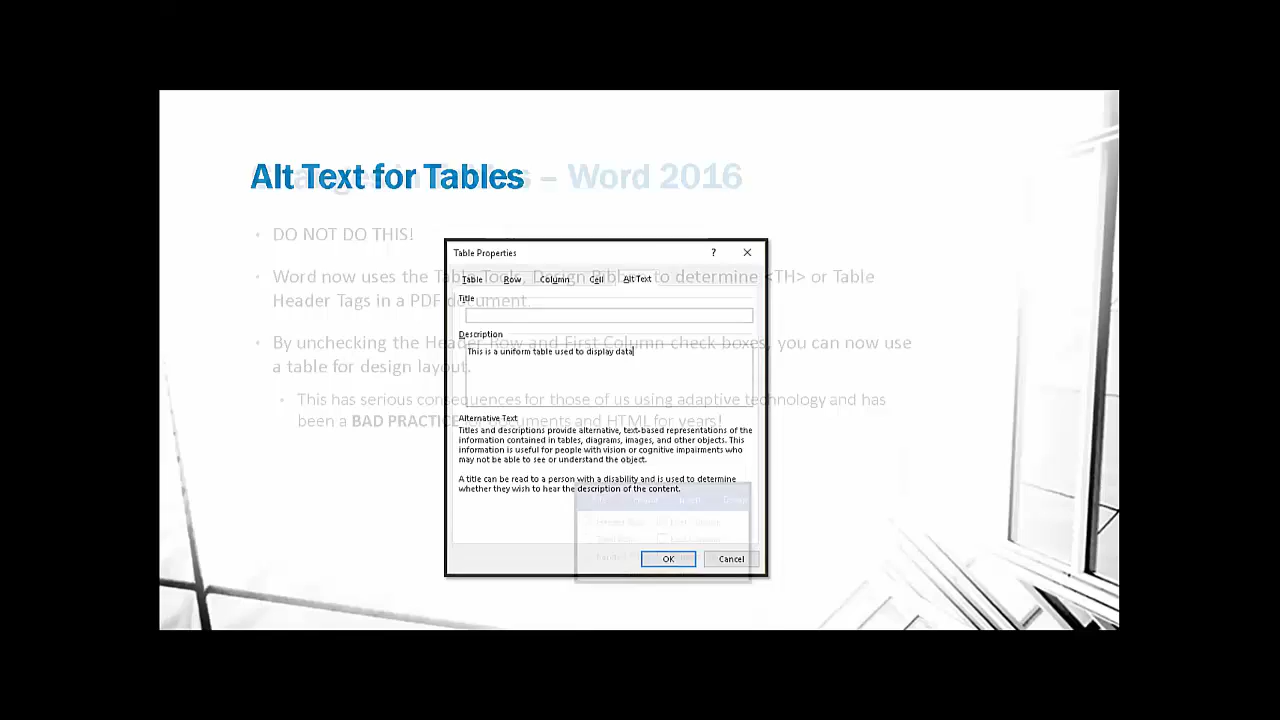 Alt Text for Tables
– Word 2016
DO NOT DO THIS!
Word now uses the Table Tools, Design Ribbon to determine <TH> or Table
Header Tags in a PDF document.
By unchecking the Header Row and First Column check boxes, you can now use
a table for design layout.
This has serious consequences for those of us using adaptive technology and has
been a BAD PRACTICE documents and HTML for years!
Table Properties
?
Table Row Column Cell Alt Text
Title
Description
This is a uniform table used to display data
Alternative Text
Titles and descriptions provide alternative, text-based representations of the
information contained in tables, diagrams, images, and other objects. This
information is useful for people with vision or cognitive impairments who
may not be able to see or understand the object.
A title can be read to a person with a disability and is used to determine
whether they wish to hear the description of the content.
OK Cancel